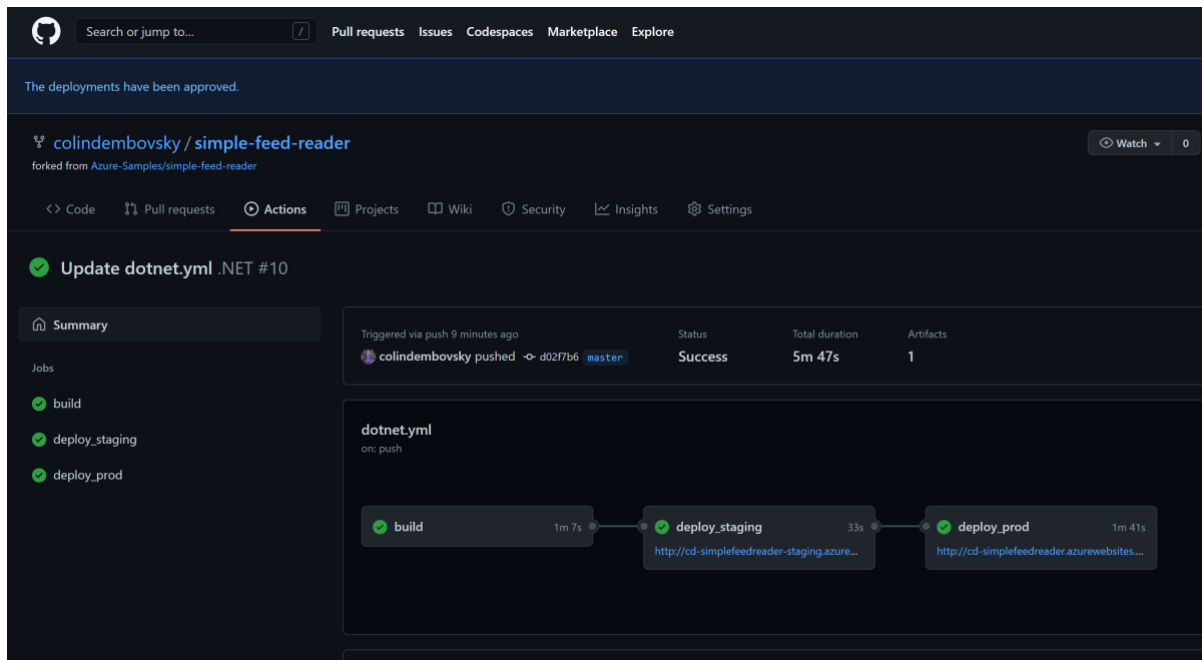 Search or jump to... /
Pull requests Issues Codespaces Marketplace Explore
The deployments have been approved.
colindembovsky / simple-feed-reader
Watch 0
forked from Azure-Samples/simple-feed-reader
Code Pull requests Actions Projects Wiki Security Insights Settings
Update dotnet.yml .NET #10
Summary
Jobs
build
deploy_staging
deploy_prod
Triggered via push 9 minutes ago
colindembovsky pushed d02f7b6 master
Status
Success
Total duration
5m 47s
Artifacts
1
dotnet.yml
on: push
build 1m 7s
deploy_staging 33s
http://cd-simplefeedreader-staging.azure...
deploy_prod 1m 41s
http://cd-simplefeedreader.azurewebsites....